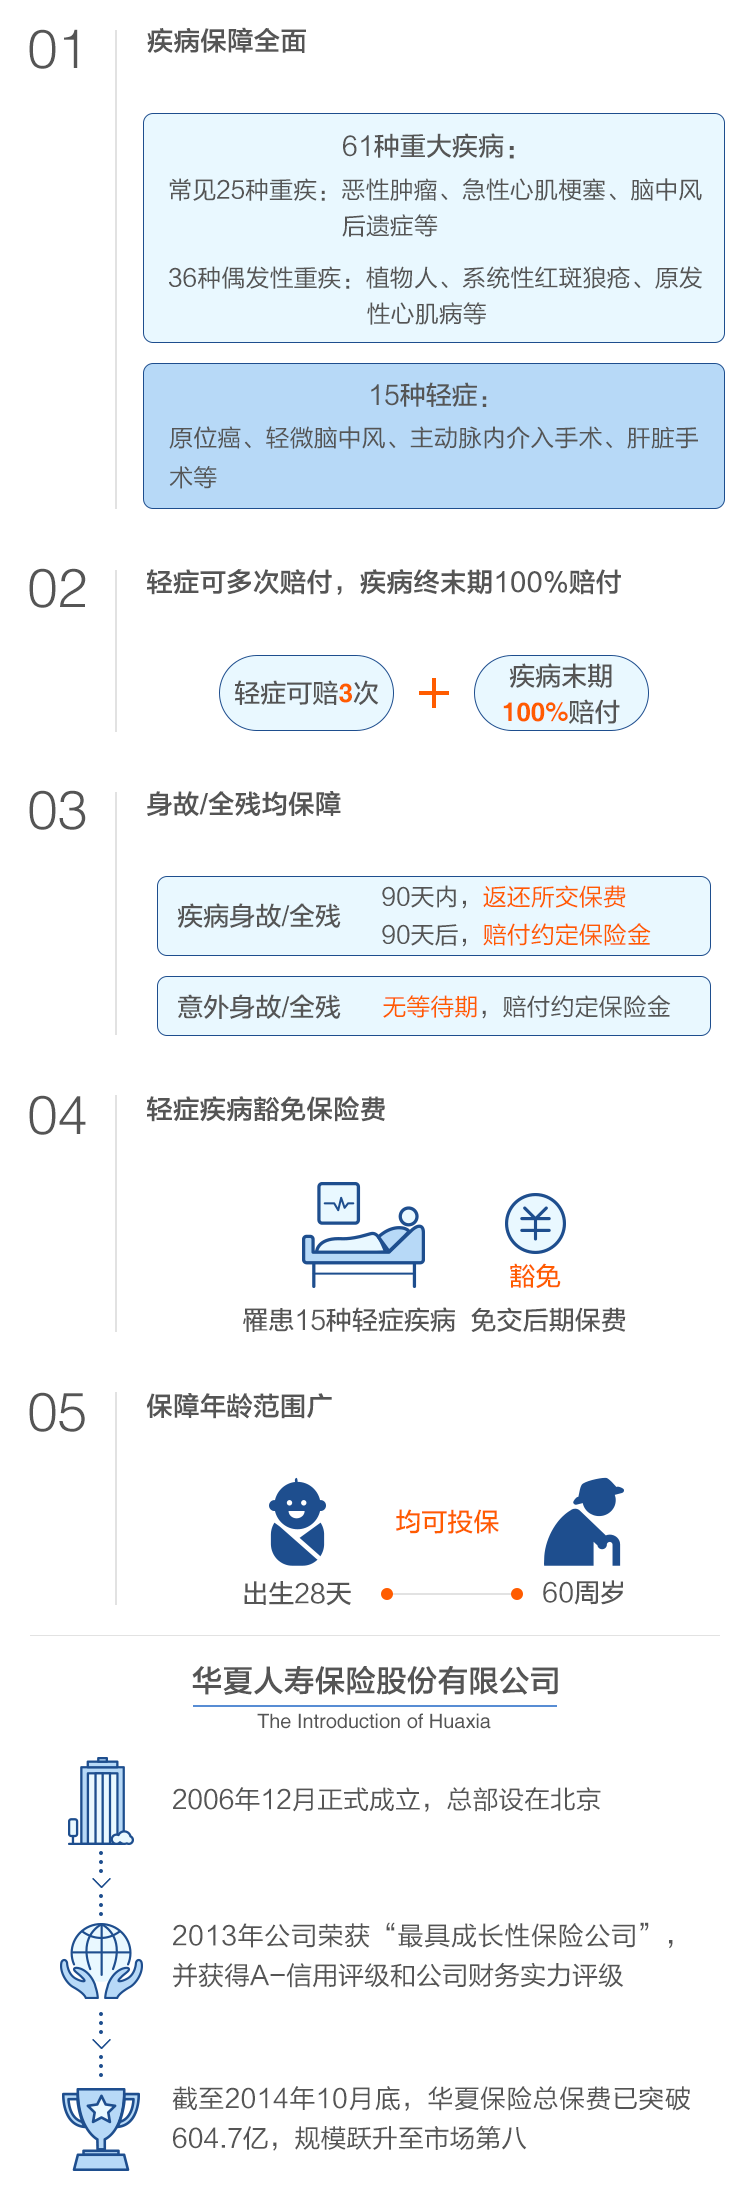 01
疾病保障全面
61种重大疾病：
常见25种重疾：恶性肿瘤、急性心肌梗塞、脑中风
后遗症等
36种偶发性重疾：植物人、系统性红斑狼疮、原发
性心肌病等
15种轻症：
原位癌、轻微脑中风、主动脉内介入手术、肝脏手
术等
02
轻症可多次赔付，疾病终末期100%赔付
轻症可赔3次
疾病末期
100%赔付
03
身故/全残均保障
疾病身故/全残
90天内，返还所交保费
90天后，赔付约定保险金
意外身故/全残
无等待期，赔付约定保险金
04
轻症疾病豁免保险费
豁免
罹患15种轻症疾病 免交后期保费
05
保障年龄范围广
均可投保
出生28天
60周岁
华夏人寿保险股份有限公司
The Introduction of Huaxia
2006年12月正式成立，总部设在北京
2013年公司荣获“最具成长性保险公司”，
并获得A-信用评级和公司财务实力评级
截至2014年10月底，华夏保险总保费已突破
604.7亿，规模跃升至市场第八